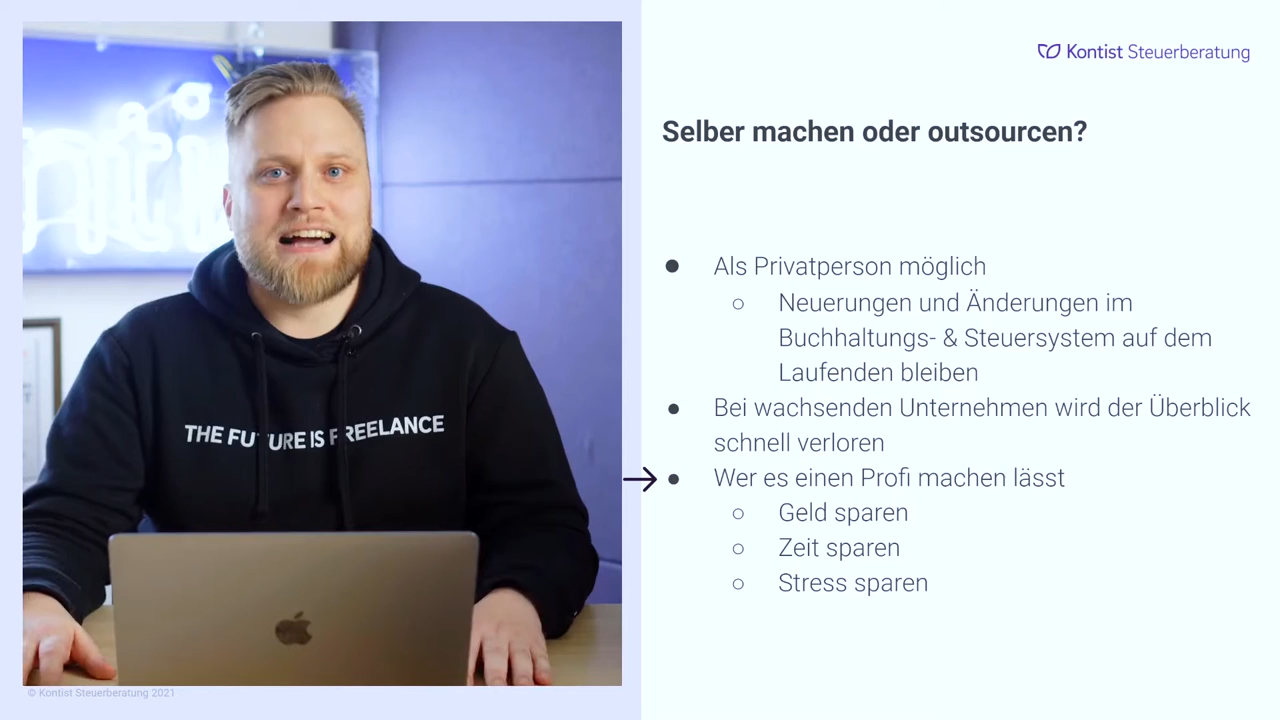 Kontist Steuerberatung
Selber machen oder outsourcen?
● Als Privatperson möglich
○ Neuerungen und Änderungen im
Buchhaltungs- & Steuersystem auf dem
Laufenden bleiben
● Bei wachsenden Unternehmen wird der Überblick
schnell verloren
● Wer es einen Profi machen lässt
○ Geld sparen
○ Zeit sparen
○ Stress sparen
THE FUTURE IS FREELANCE
© Kontist Steuerberatung 2021